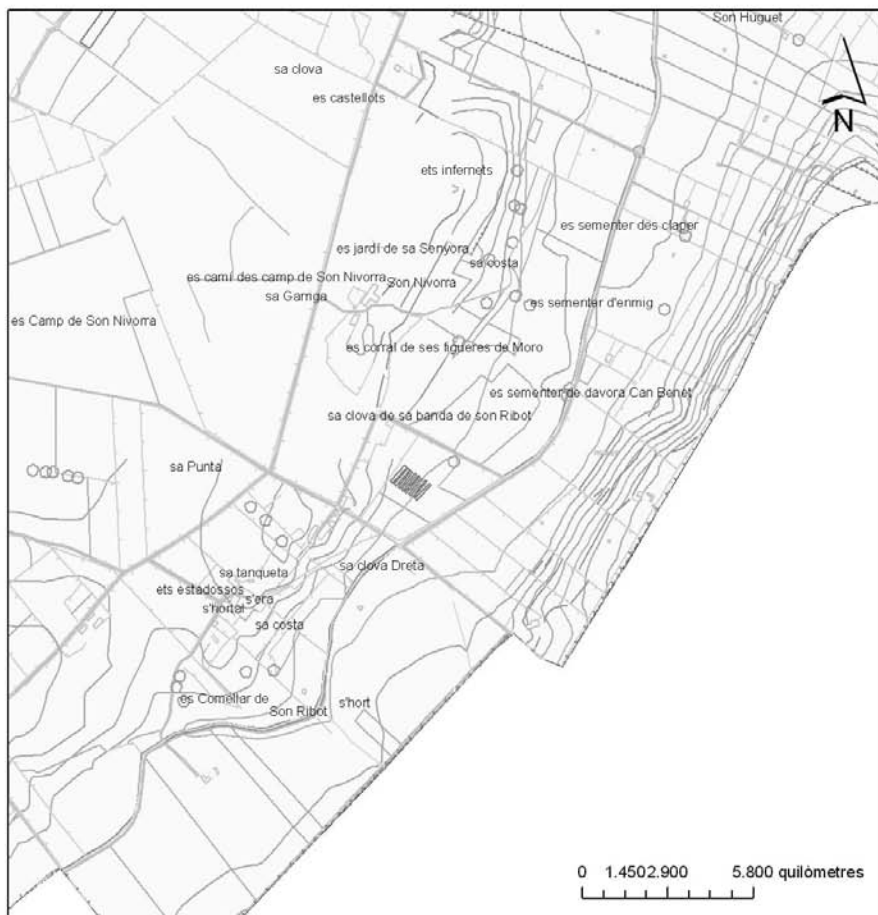 Son Huguet
sa clova
es castellots
N
ets infernets
es sementer des claper
es jardí de sa Senyora
sa costa
es camí des camp de Son Nivorra
Son Nivorra
sa Garriga
es sementer d'enmig
es Camp de Son Nivorra
es corral de ses figueres de Moro
es sementer de davora Can Benet
sa clova de sa banda de son Ribot
sa Punta
sa clova Dreta
sa tanqueta
ets estadossos
s'era
s'hortal
sa costa
es Comellar de
Son Ribot
s'hort
0 1.4502.900 5.800 quilòmetres